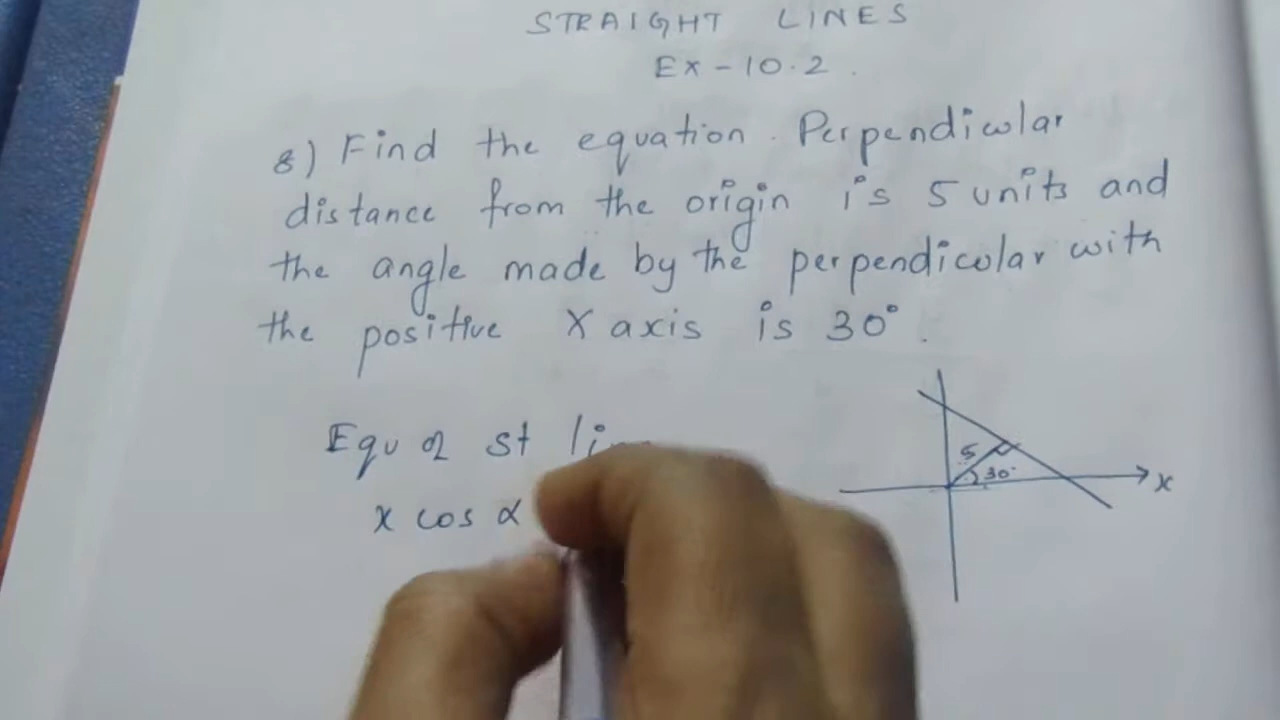 STRAIGHT LINES
Ex - 10.2.
8) Find the equation. Perpendicular
distance from the origin is 5 units and
the angle made by the perpendicular with
the positive X axis is 30°.
Equ of st
x cos α
5
30°
x